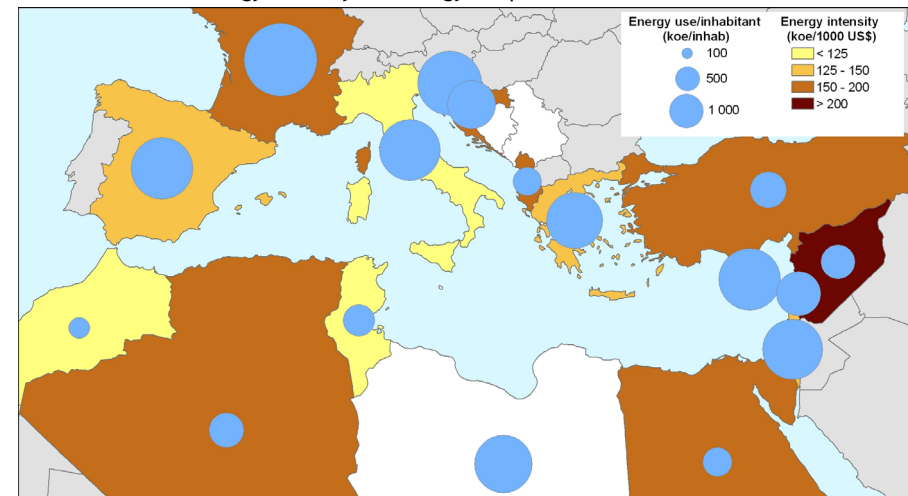 Energy use/inhabitant
(koe/inhab)
100
500
1 000
Energy intensity
(koe/1000 US$)
< 125
125 - 150
150 - 200
> 200